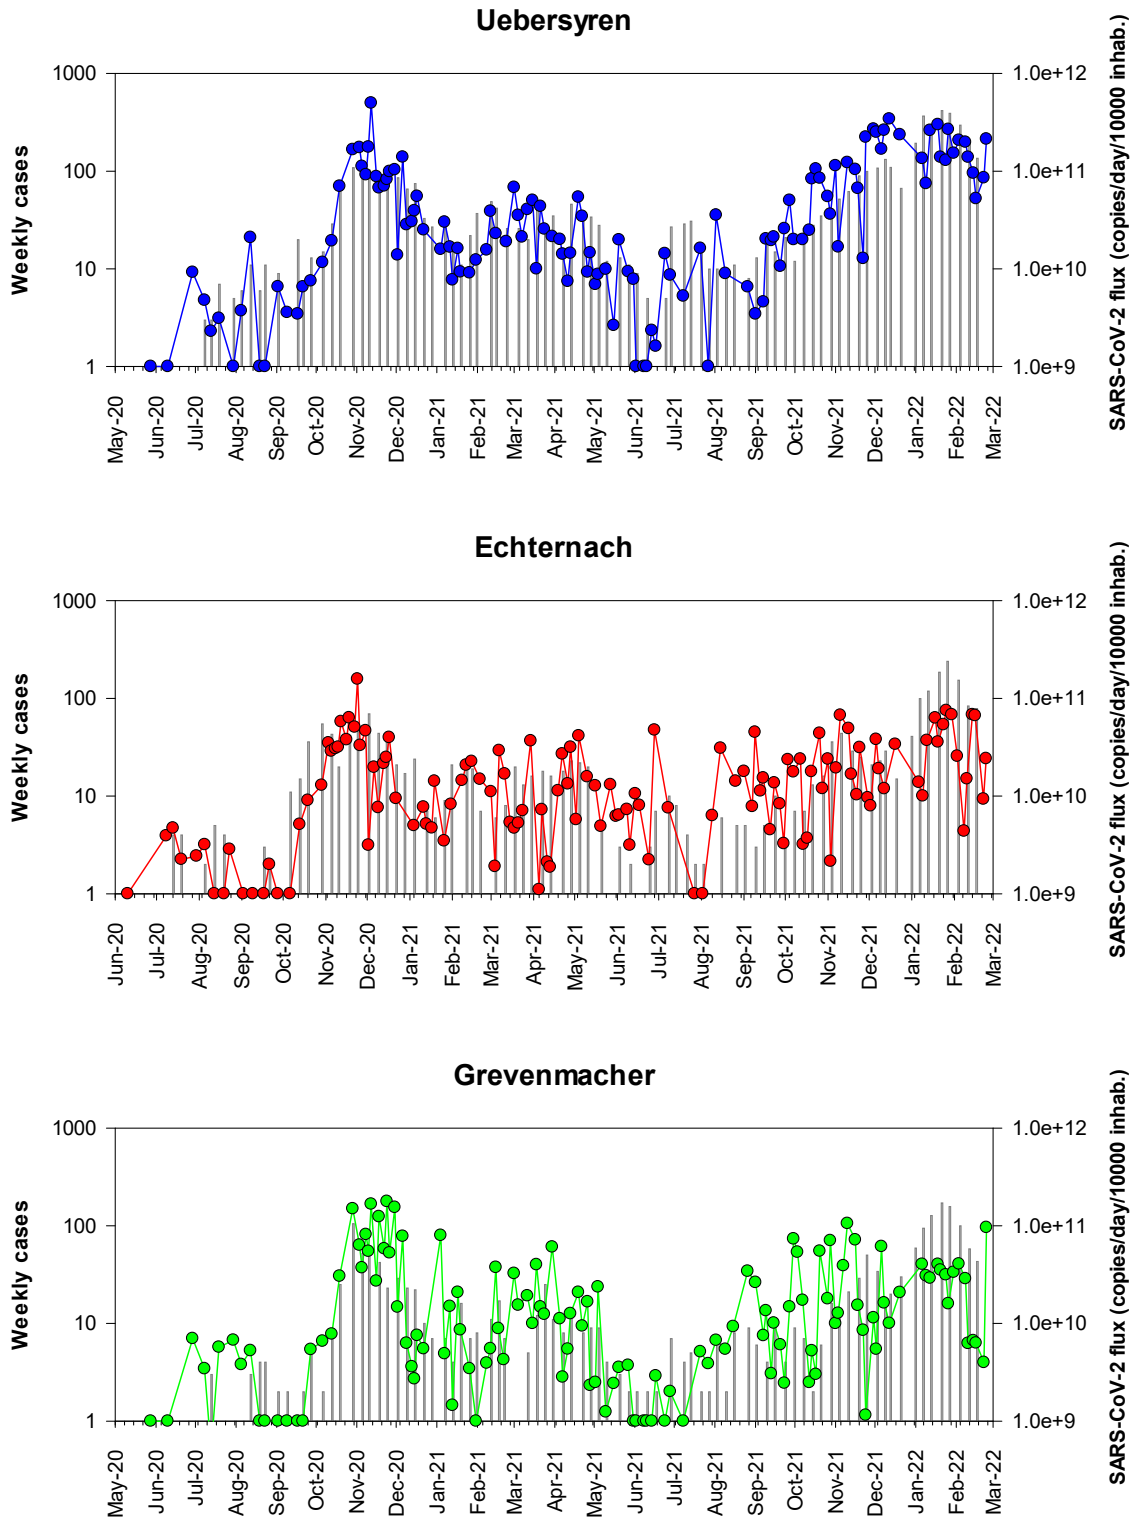 Uebersyren
Weekly cases
1000
100
10
1
1.0e+12
1.0e+11
1.0e+10
1.0e+9
SARS-CoV-2 flux (copies/day/10000 inhab.)
May-20 Jun-20 Jul-20 Aug-20 Sep-20 Oct-20 Nov-20 Dec-20 Jan-21 Feb-21 Mar-21 Apr-21 May-21 Jun-21 Jul-21 Aug-21 Sep-21 Oct-21 Nov-21 Dec-21 Jan-22 Feb-22 Mar-22
Echternach
Weekly cases
1000
100
10
1
1.0e+12
1.0e+11
1.0e+10
1.0e+9
SARS-CoV-2 flux (copies/day/10000 inhab.)
Jun-20 Jul-20 Aug-20 Sep-20 Oct-20 Nov-20 Dec-20 Jan-21 Feb-21 Mar-21 Apr-21 May-21 Jun-21 Jul-21 Aug-21 Sep-21 Oct-21 Nov-21 Dec-21 Jan-22 Feb-22 Mar-22
Grevenmacher
Weekly cases
1000
100
10
1
1.0e+12
1.0e+11
1.0e+10
1.0e+9
SARS-CoV-2 flux (copies/day/10000 inhab.)
May-20 Jun-20 Jul-20 Aug-20 Sep-20 Oct-20 Nov-20 Dec-20 Jan-21 Feb-21 Mar-21 Apr-21 May-21 Jun-21 Jul-21 Aug-21 Sep-21 Oct-21 Nov-21 Dec-21 Jan-22 Feb-22 Mar-22